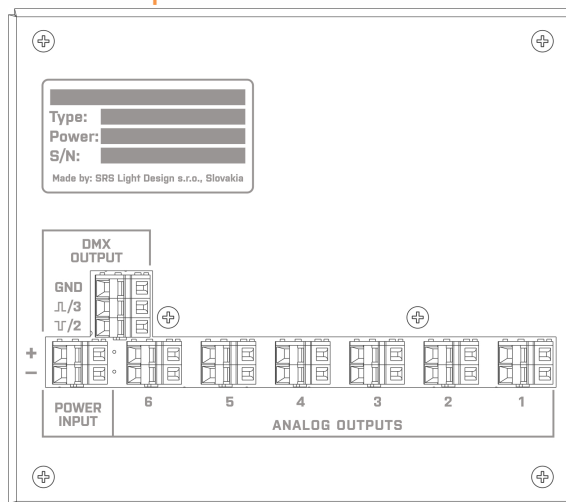 Type:
Power:
S/N:
Made by: SRS Light Design s.r.o., Slovakia
DMX
OUTPUT
GND
⎍/3
/2
+
−
POWER
INPUT
6 5 4 3 2 1
ANALOG OUTPUTS